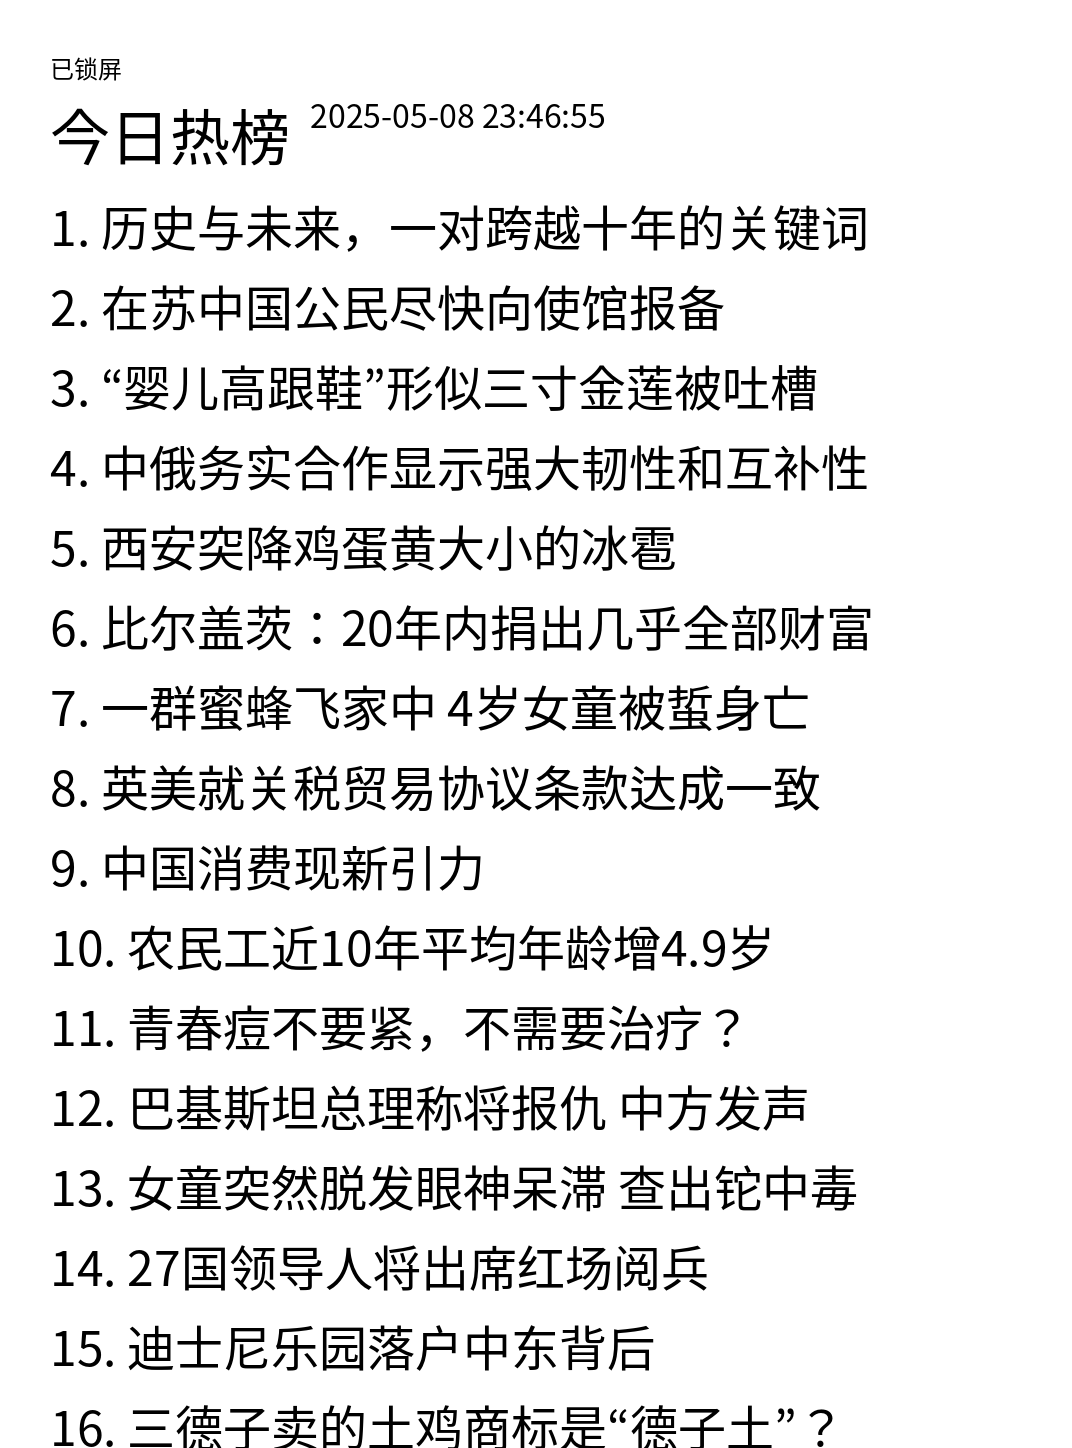 已锁屏
今日热榜 2025-05-08 23:46:55
1. 历史与未来，一对跨越十年的关键词
2. 在苏中国公民尽快向使馆报备
3. “婴儿高跟鞋”形似三寸金莲被吐槽
4. 中俄务实合作显示强大韧性和互补性
5. 西安突降鸡蛋黄大小的冰雹
6. 比尔盖茨：20年内捐出几乎全部财富
7. 一群蜜蜂飞家中 4岁女童被蜇身亡
8. 英美就关税贸易协议条款达成一致
9. 中国消费现新引力
10. 农民工近10年平均年龄增4.9岁
11. 青春痘不要紧，不需要治疗？
12. 巴基斯坦总理称将报仇 中方发声
13. 女童突然脱发眼神呆滞 查出铊中毒
14. 27国领导人将出席红场阅兵
15. 迪士尼乐园落户中东背后
16. 三德子卖的土鸡商标是“德子土”？